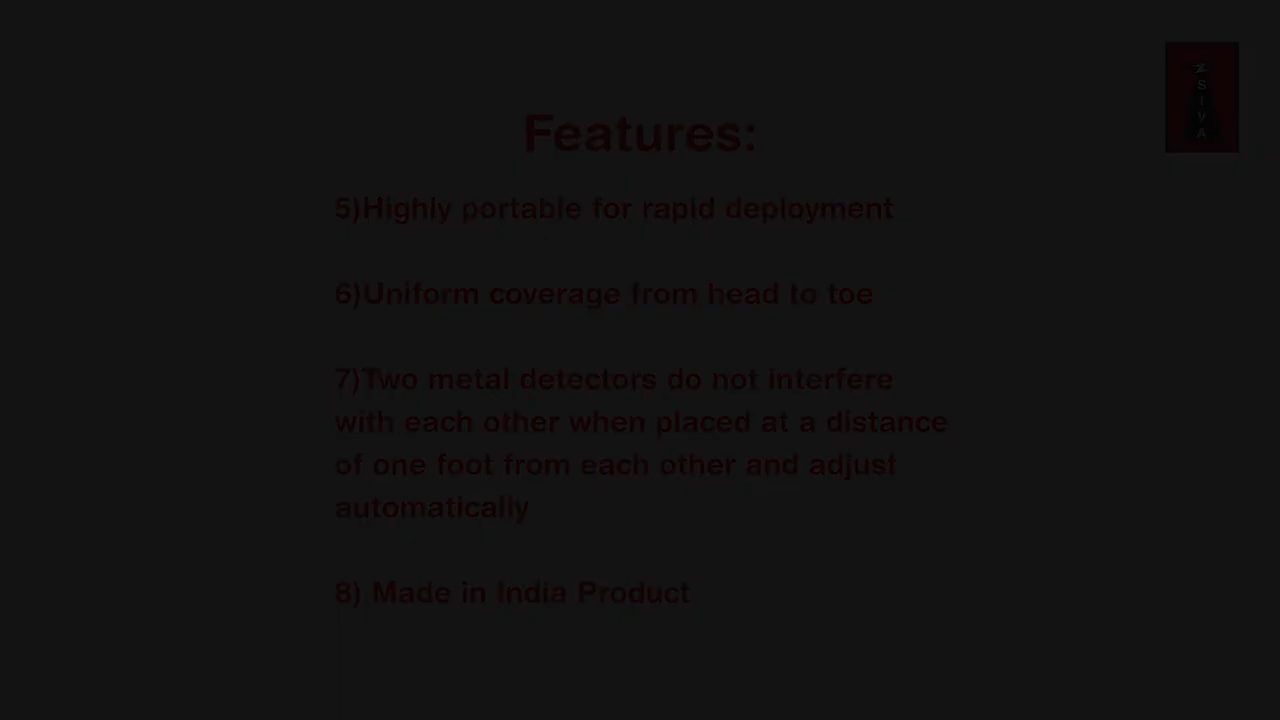 Features:
5)Highly portable for rapid deployment
6)Uniform coverage from head to toe
7)Two metal detectors do not interfere
with each other when placed at a distance
of one foot from each other and adjust
automatically
8) Made in India Product
SIVA